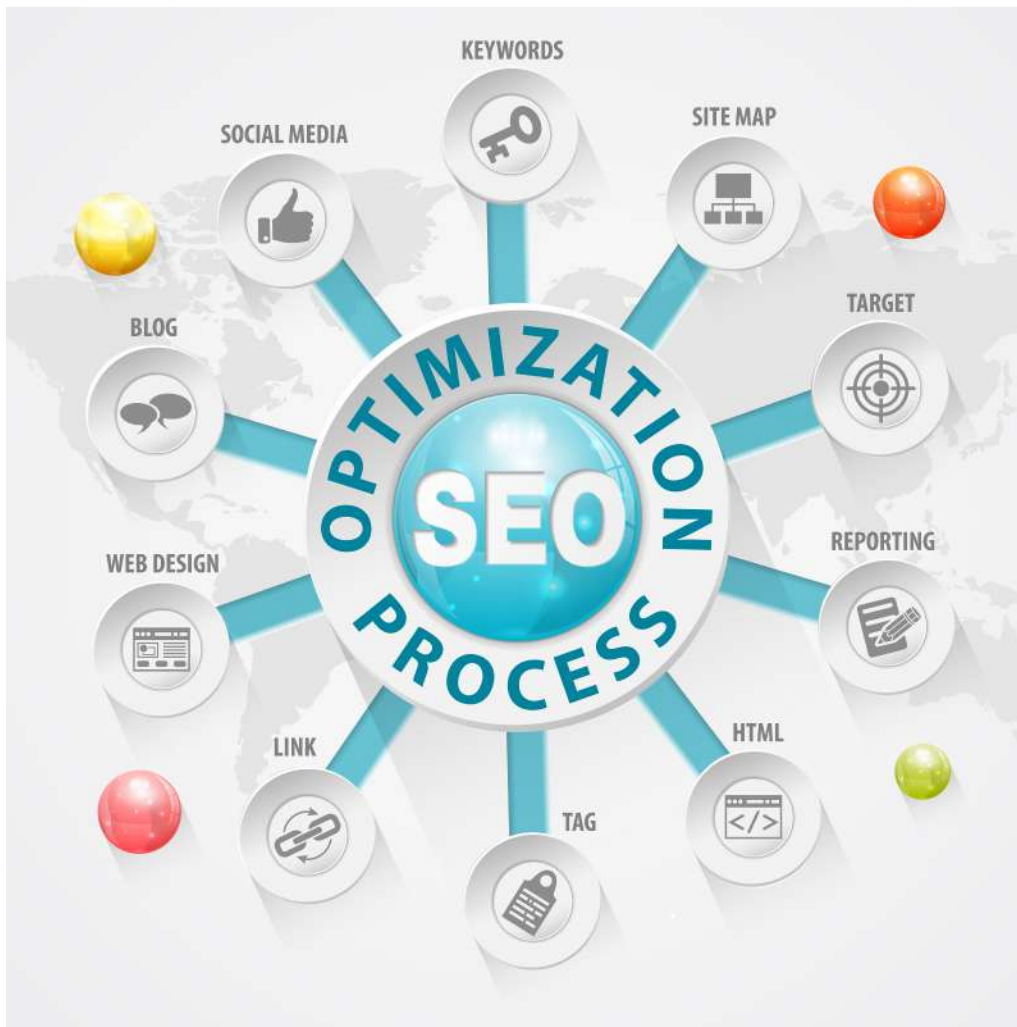 KEYWORDS
SOCIAL MEDIA
SITE MAP
BLOG
TARGET
OPTIMIZATION
SEO
PROCESS
WEB DESIGN
REPORTING
LINK
HTML
TAG
</>